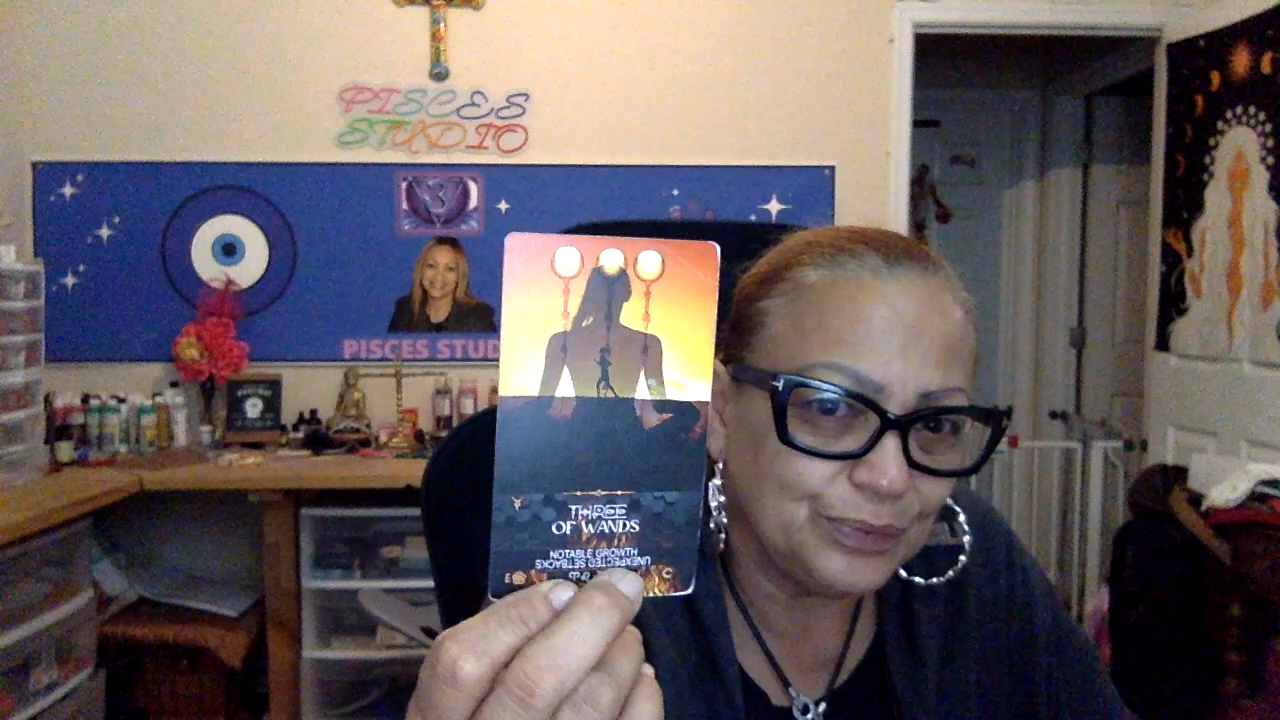 PISCES
STUDIO
PISCES STUD
THREE
OF WANDS
NOTABLE GROWTH
UNEXPECTED SETBACKS